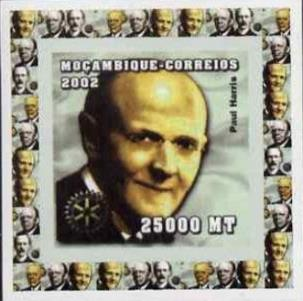 MOÇAMBIQUE-CORREIOS
2002
Paul Harris
25000 MT